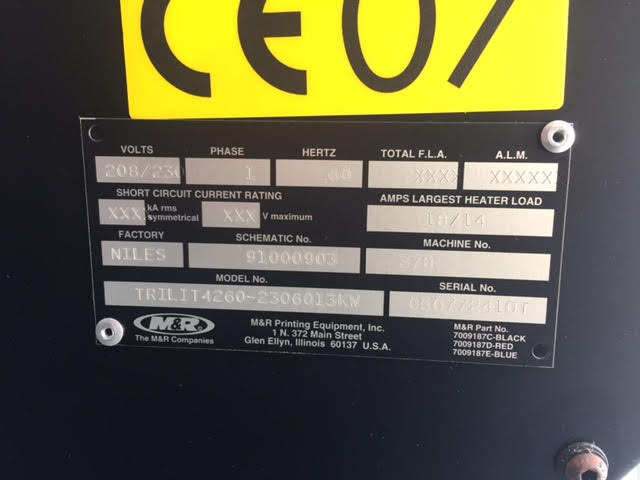 CE07
VOLTS PHASE HERTZ TOTAL F.L.A. A.L.M.
208/230 1 60 XXXX XXXXX
SHORT CIRCUIT CURRENT RATING AMPS LARGEST HEATER LOAD
XXX kA rms symmetrical XXX V maximum 18/14
FACTORY SCHEMATIC No. MACHINE No.
NILES 91000903
MODEL No. SERIAL No.
TRILIT4260-2306013KW
M&R
The M&R Companies
M&R Printing Equipment, Inc.
1 N. 372 Main Street
Glen Ellyn, Illinois 60137 U.S.A.
M&R Part No.
7009187C-BLACK
7009187D-RED
7009187E-BLUE